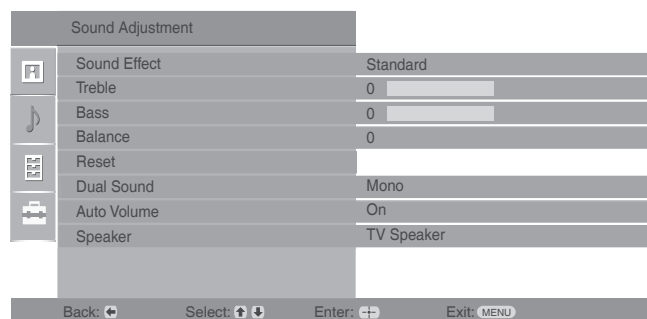 Sound Adjustment
Sound Effect Standard
Treble 0
Bass 0
Balance 0
Reset
Dual Sound Mono
Auto Volume On
Speaker TV Speaker
Back: Select: Enter: Exit: MENU